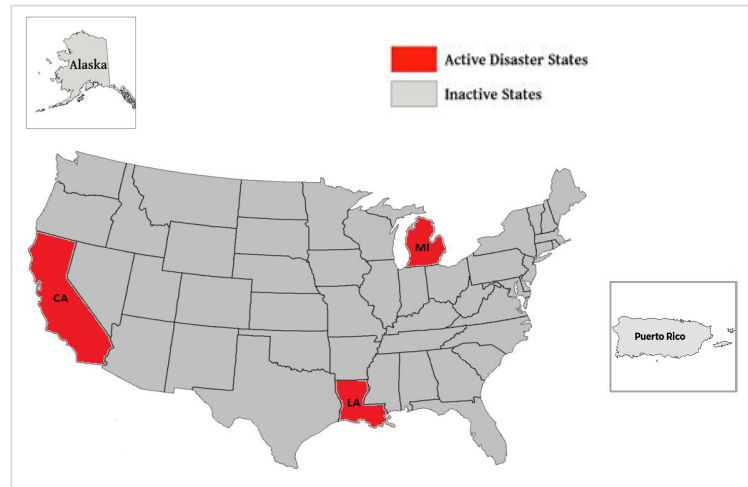 Alaska
Active Disaster States
Inactive States
MI
CA
Puerto Rico
LA